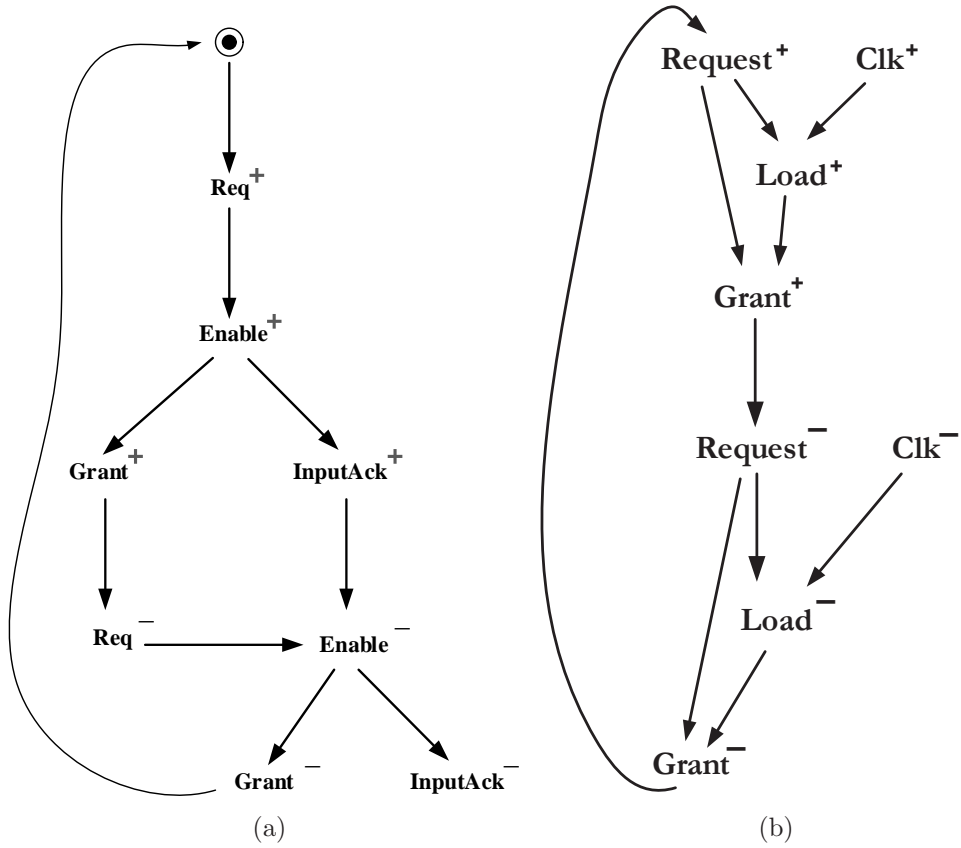 Req+
Enable+
Grant+ InputAck+
Req− Enable−
Grant− InputAck−
(a)
Request+ Clk+
Load+
Grant+
Request− Clk−
Load−
Grant−
(b)